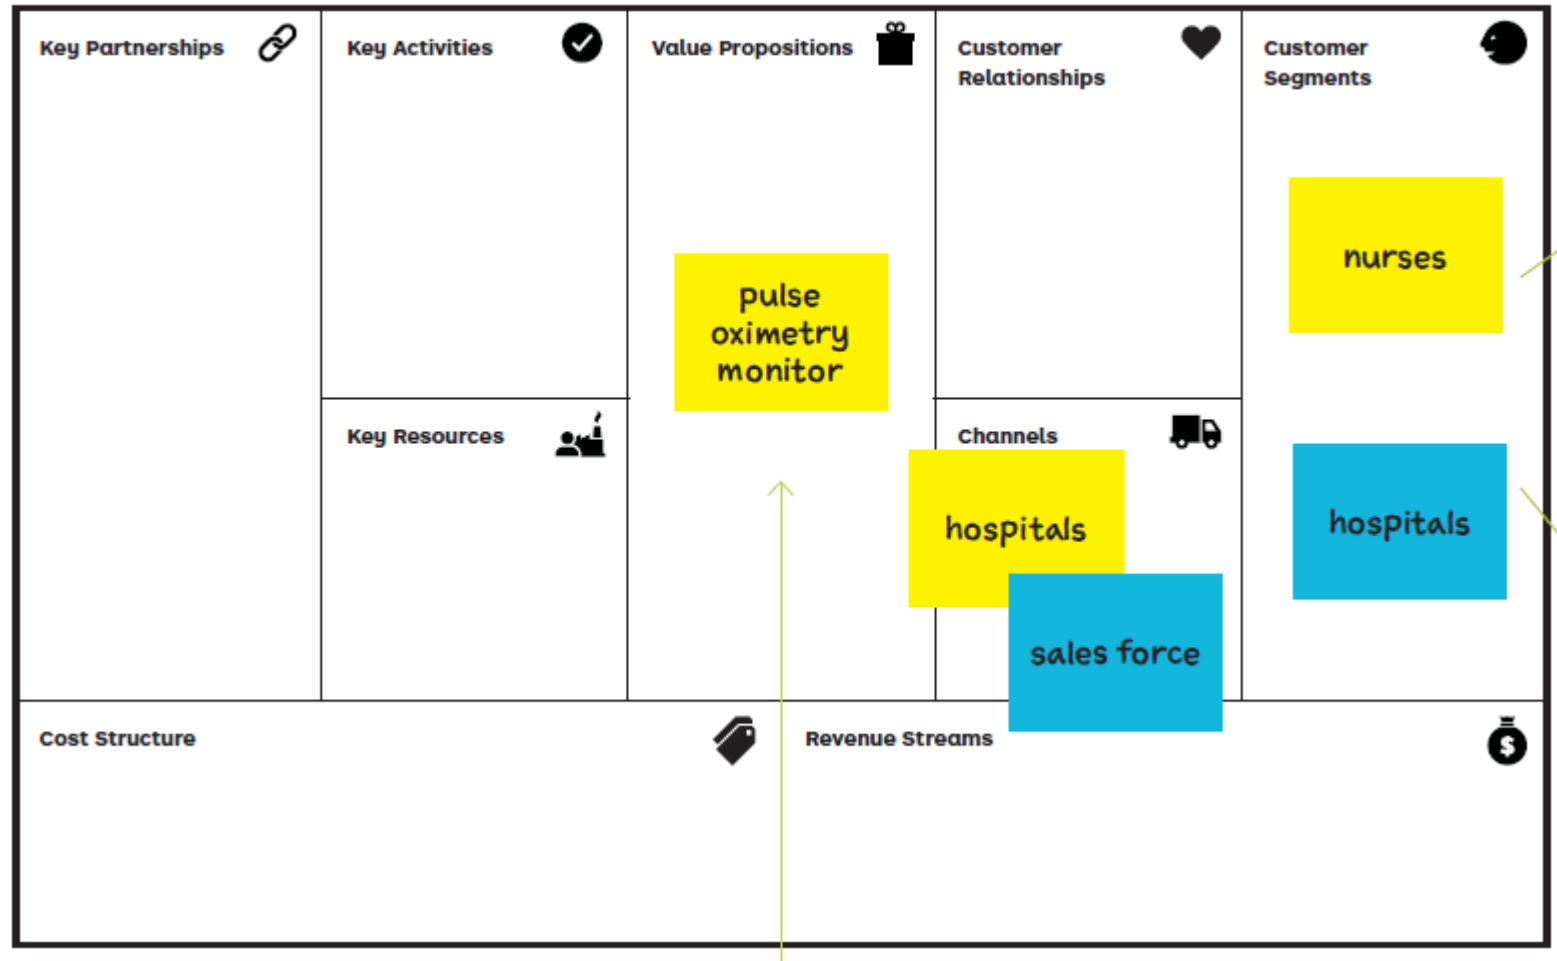 Key Partnerships
Key Activities
Value Propositions
Customer
Relationships
Customer
Segments
nurses
pulse
oximetry
monitor
Key Resources
Channels
hospitals
hospitals
sales force
Cost Structure
Revenue Streams
$